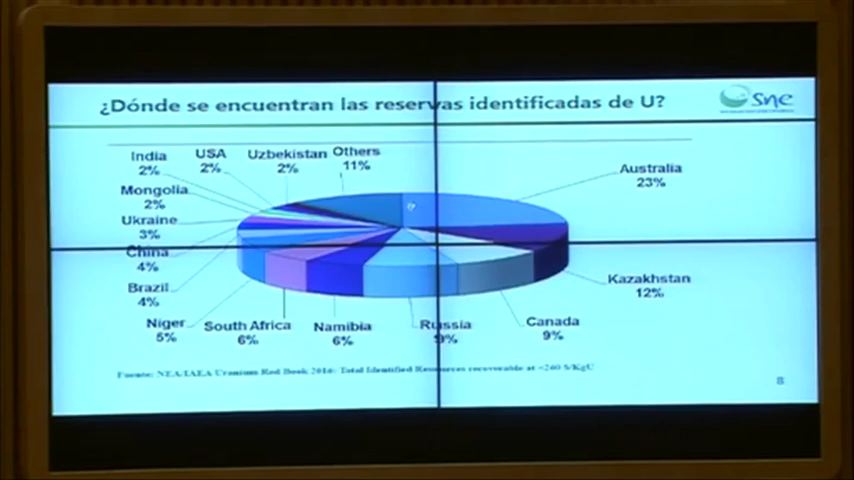 ¿Dónde se encuentran las reservas identificadas de U?
sne
India
2%
USA
2%
Uzbekistan
2%
Others
11%
Australia
23%
Mongolia
2%
Ukraine
3%
China
4%
Brazil
4%
Niger
5%
South Africa
6%
Namibia
6%
Russia
9%
Canada
9%
Kazakhstan
12%
Fuente: NEA/IAEA Uranium Red Book 2016: Total Identified Resources recoverable at <260 $/KgU
8